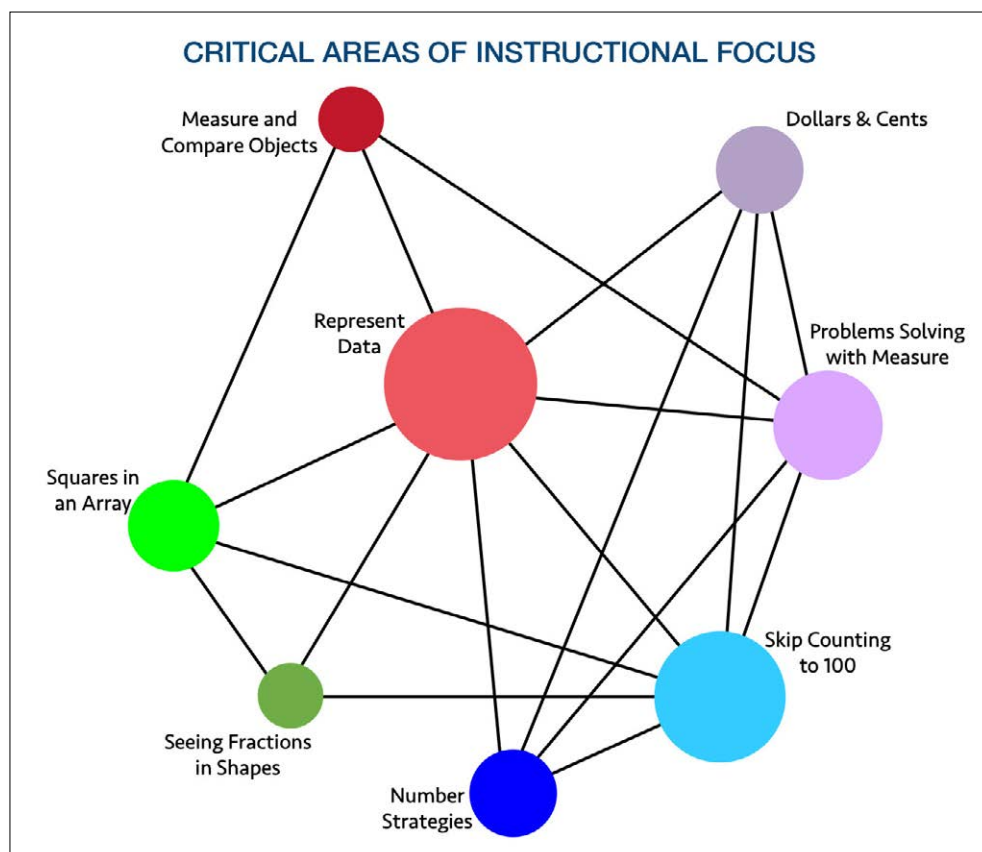 CRITICAL AREAS OF INSTRUCTIONAL FOCUS
Measure and
Compare Objects
Dollars & Cents
Represent
Data
Problems Solving
with Measure
Squares in
an Array
Skip Counting
to 100
Seeing Fractions
in Shapes
Number
Strategies